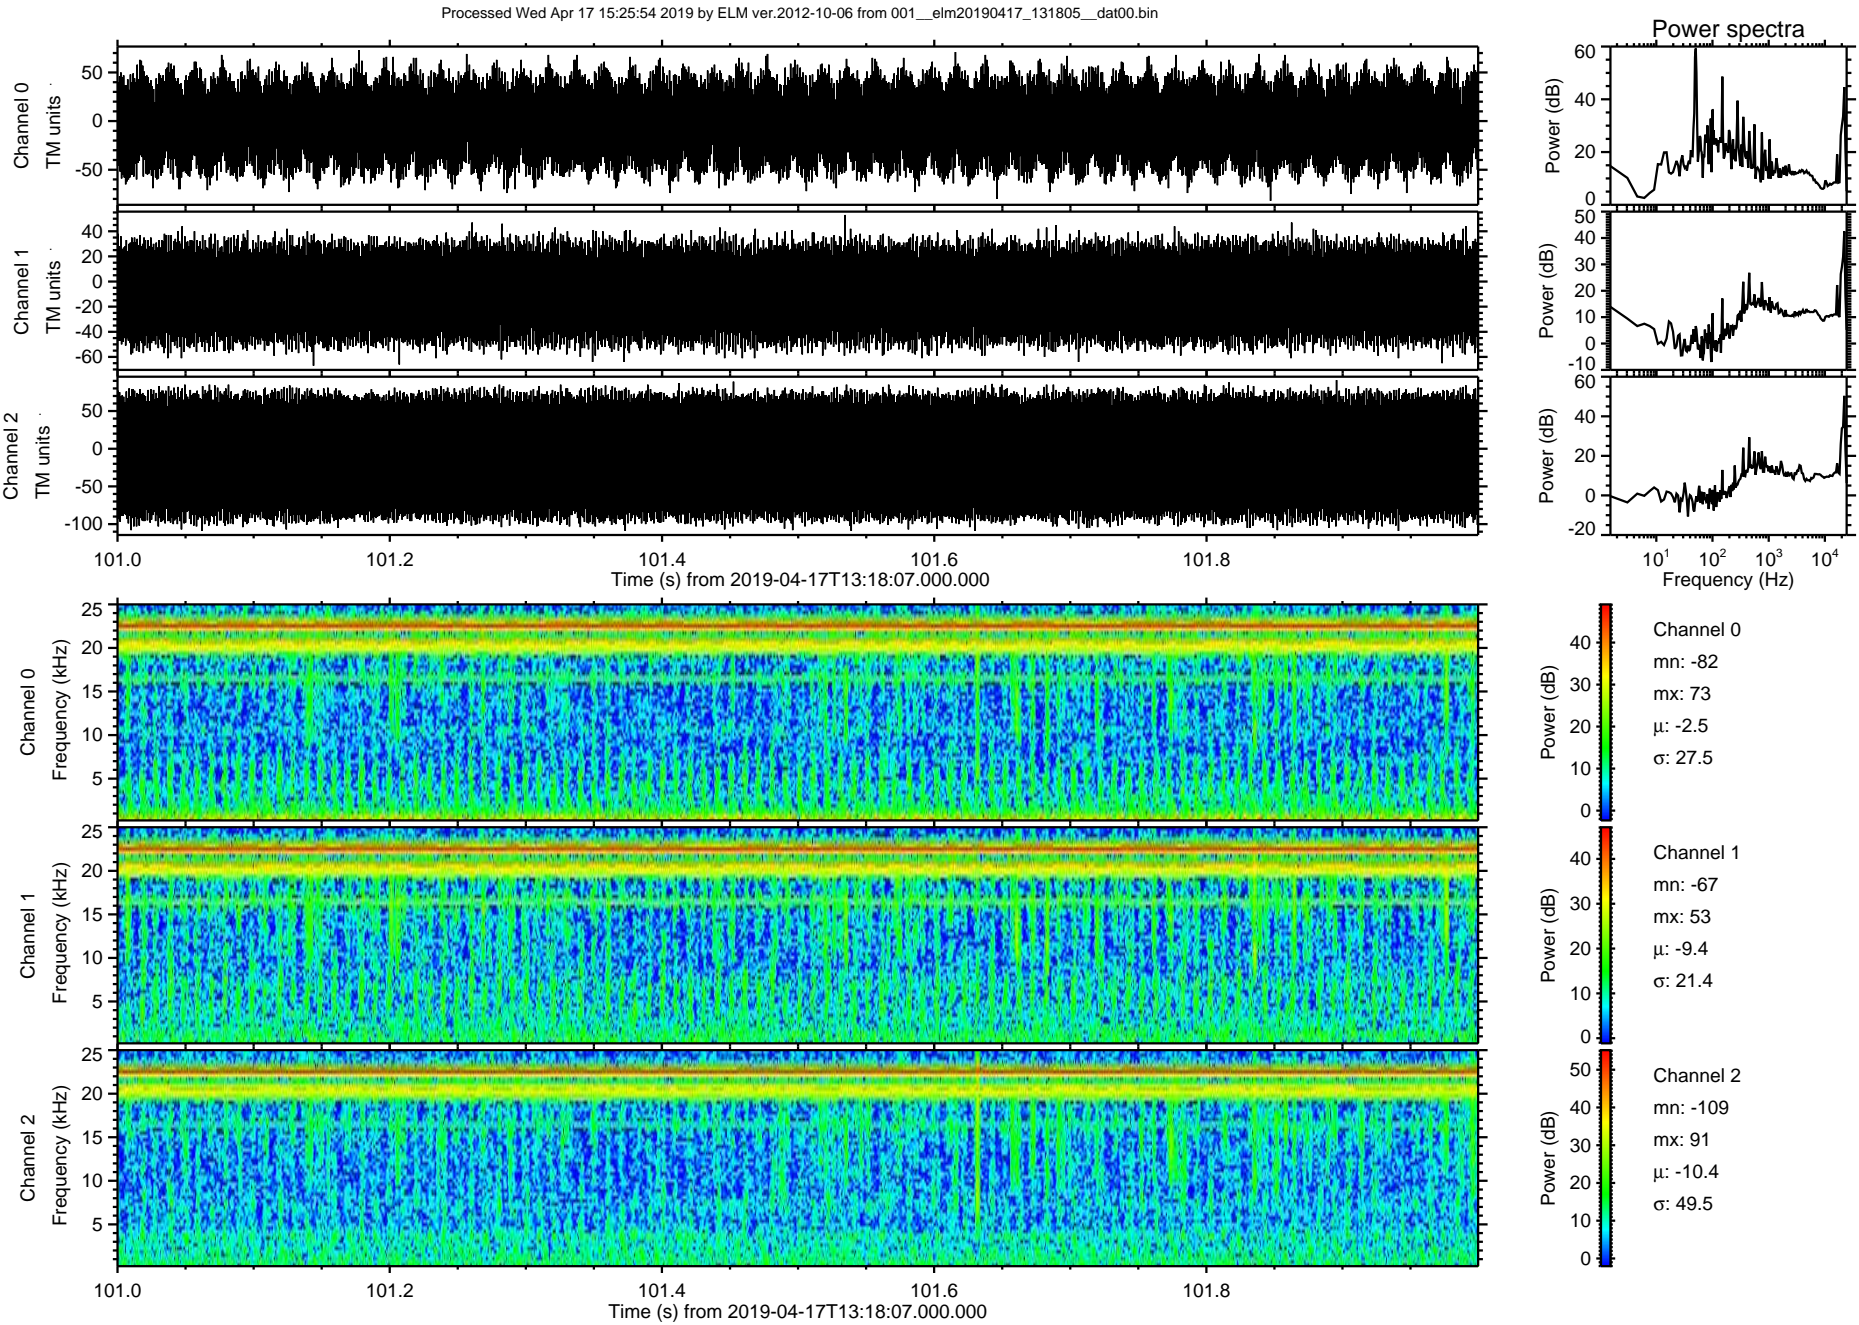 Processed Wed Apr 17 15:25:54 2019 by ELM ver.2012-10-06 from 001__elm20190417_131805__dat00.bin
Power spectra
Channel 0
TM units
50
0
-50
Power (dB)
60
40
20
0
Channel 1
TM units
40
20
0
-20
-40
-60
Power (dB)
50
40
30
20
10
0
-10
Channel 2
TM units
50
0
-50
-100
Power (dB)
60
40
20
0
-20
101.0 101.2 101.4 101.6 101.8
Time (s) from 2019-04-17T13:18:07.000.000
10¹ 10² 10³ 10⁴
Frequency (Hz)
Channel 0
Frequency (kHz)
25
20
15
10
5
Power (dB)
40
30
20
10
0
Channel 0
mn: -82
mx: 73
μ: -2.5
σ: 27.5
Channel 1
Frequency (kHz)
25
20
15
10
5
Power (dB)
40
30
20
10
0
Channel 1
mn: -67
mx: 53
μ: -9.4
σ: 21.4
Channel 2
Frequency (kHz)
25
20
15
10
5
Power (dB)
50
40
30
20
10
0
Channel 2
mn: -109
mx: 91
μ: -10.4
σ: 49.5
101.0 101.2 101.4 101.6 101.8
Time (s) from 2019-04-17T13:18:07.000.000